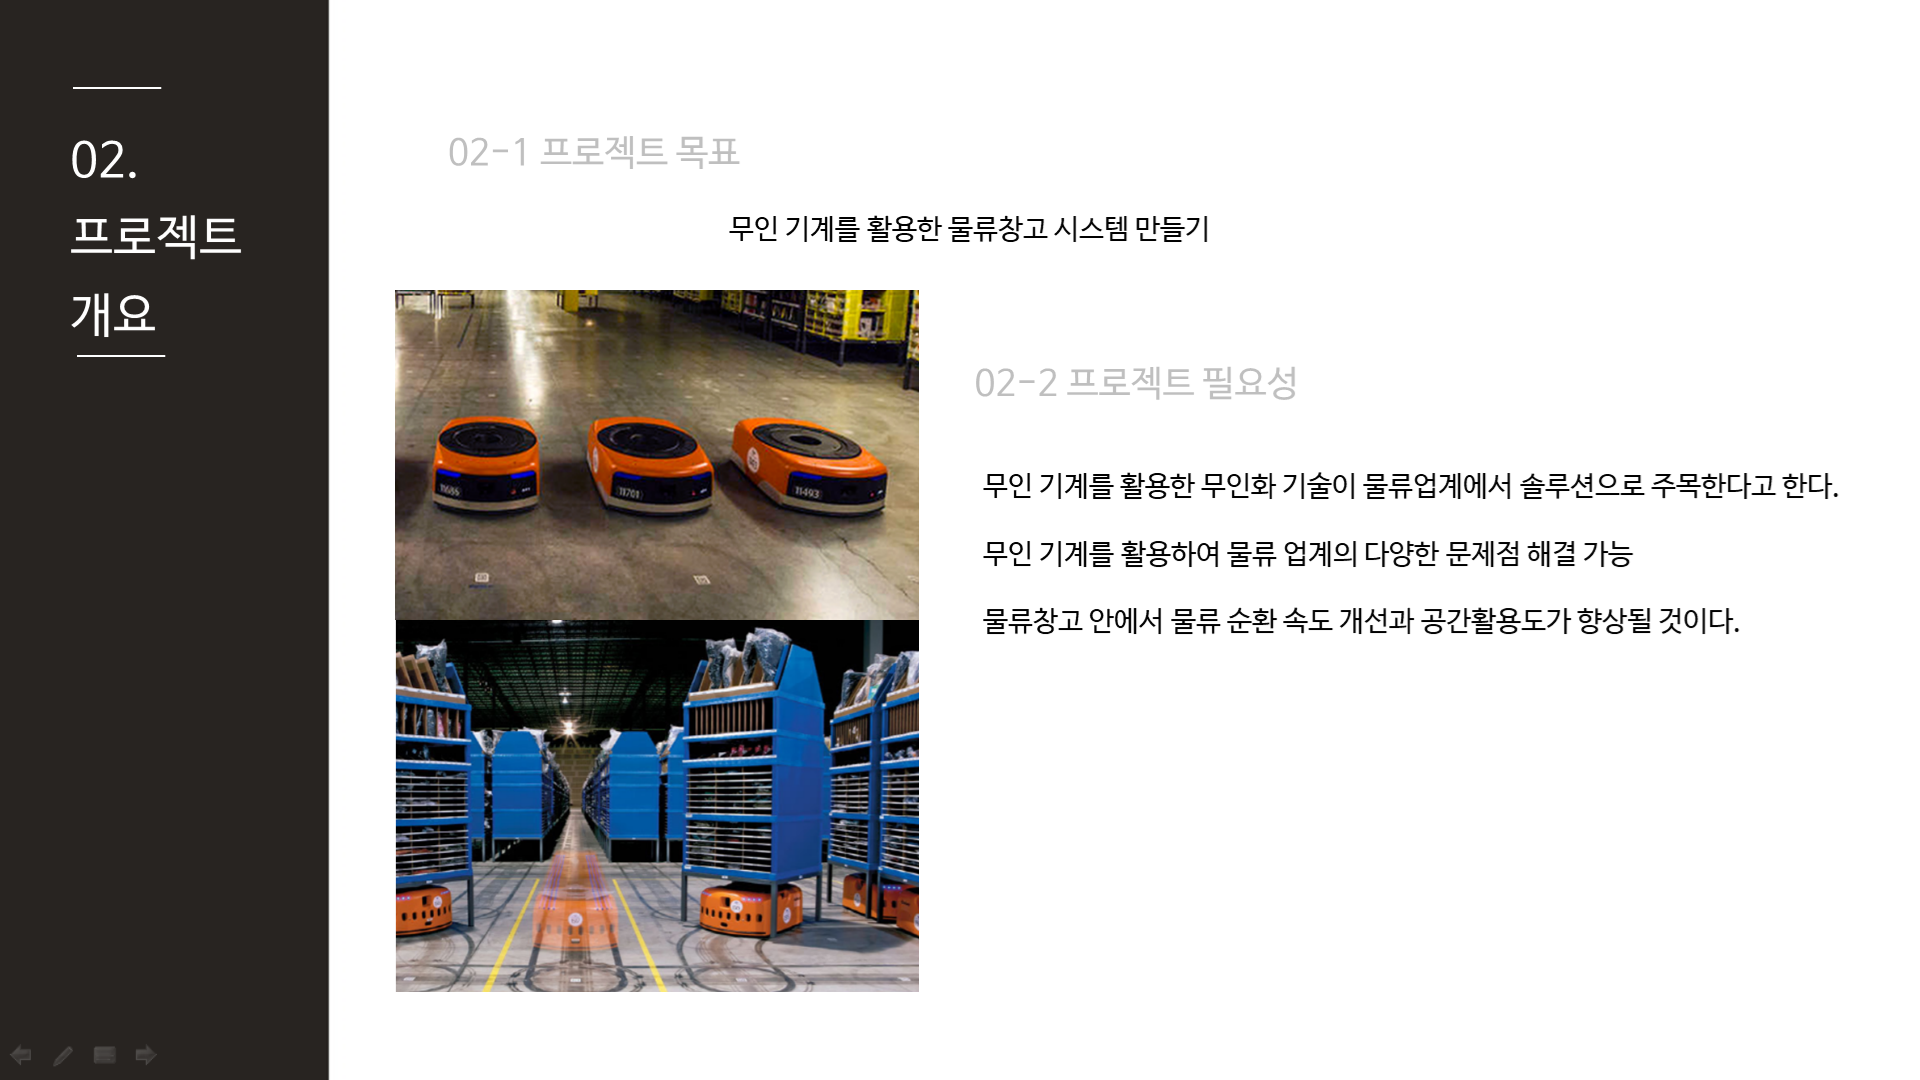 02.
프로젝트
개요
02-1 프로젝트 목표
무인 기계를 활용한 물류창고 시스템 만들기
11701
11493
02-2 프로젝트 필요성
무인 기계를 활용한 무인화 기술이 물류업계에서 솔루션으로 주목한다고 한다.
무인 기계를 활용하여 물류 업계의 다양한 문제점 해결 가능
물류창고 안에서 물류 순환 속도 개선과 공간활용도가 향상될 것이다.